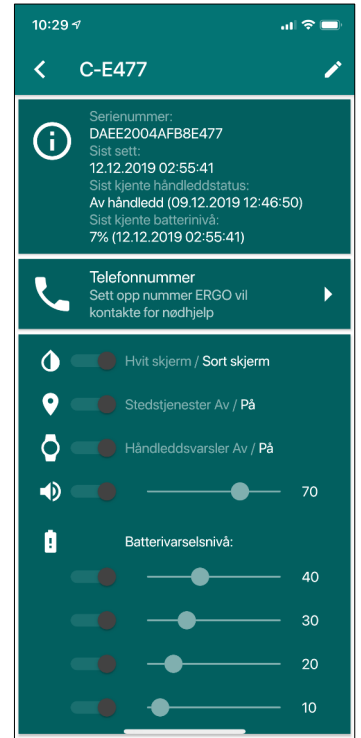 10:29
C-E477
Serienummer:
DAEE2004AFB8E477
Sist sett:
12.12.2019 02:55:41
Sist kjente håndleddstatus:
Av håndledd (09.12.2019 12:46:50)
Sist kjente batterinivå:
7% (12.12.2019 02:55:41)
Telefonnummer
Sett opp nummer ERGO vil
kontakte for nødhjelp
Hvit skjerm / Sort skjerm
Stedstjenester Av / På
Håndleddsvarsler Av / På
70
Batterivarselsnivå:
40
30
20
10